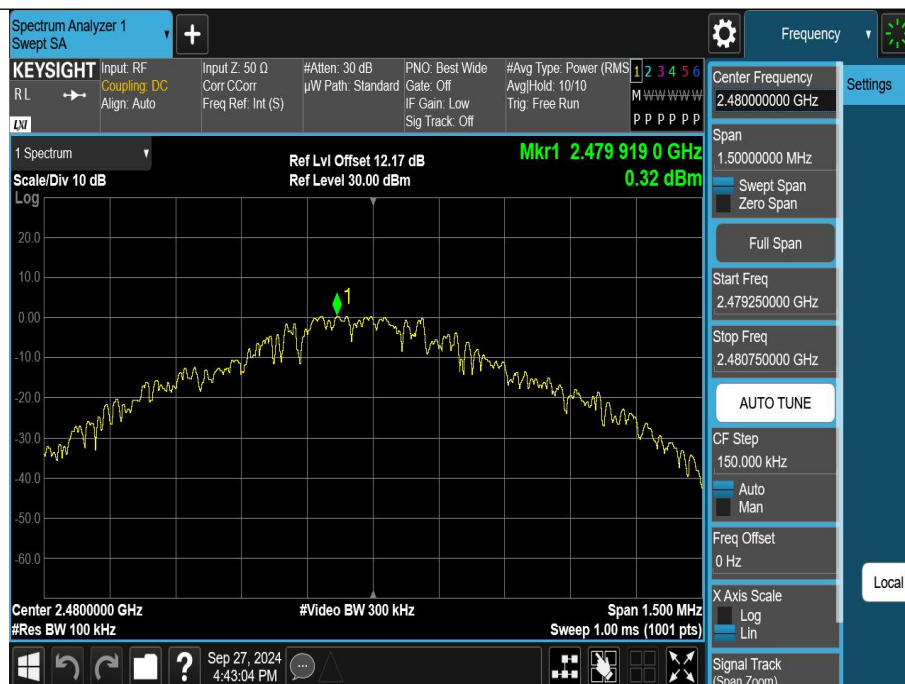 Spectrum Analyzer 1
Swept SA
+
Frequency
KEYSIGHT
R L
LXI
Input: RF
Coupling: DC
Align: Auto
Input Z: 50 Ω
Corr CCorr
Freq Ref: Int (S)
#Atten: 30 dB
µW Path: Standard
PNO: Best Wide
Gate: Off
IF Gain: Low
Sig Track: Off
#Avg Type: Power (RMS
Avg|Hold: 10/10
Trig: Free Run
1 2 3 4 5 6
M W W W W W
P P P P P P
1 Spectrum
Scale/Div 10 dB
Log
Ref Lvl Offset 12.17 dB
Ref Level 30.00 dBm
Mkr1 2.479 919 0 GHz
0.32 dBm
1
20.0
10.0
0.00
-10.0
-20.0
-30.0
-40.0
-50.0
-60.0
Center 2.4800000 GHz
#Res BW 100 kHz
#Video BW 300 kHz
Span 1.500 MHz
Sweep 1.00 ms (1001 pts)
Center Frequency
2.480000000 GHz
Settings
Span
1.50000000 MHz
Swept Span
Zero Span
Full Span
Start Freq
2.479250000 GHz
Stop Freq
2.480750000 GHz
AUTO TUNE
CF Step
150.000 kHz
Auto
Man
Freq Offset
0 Hz
X Axis Scale
Log
Lin
Local
Signal Track
(Span Zoom)
?
Sep 27, 2024
4:43:04 PM